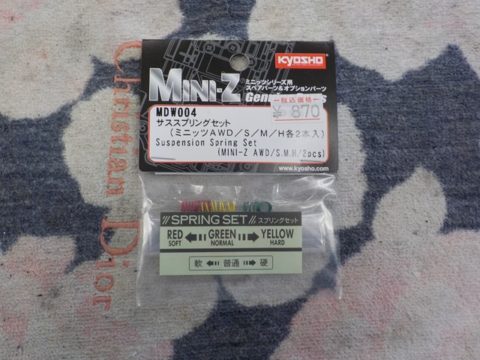 KYOSHO
MINI-Z
ミニッツシリーズ用
スペアパーツ&オプションパーツ
税込価格
¥870
MDW004
サススプリングセット
(ミニッツAWD/S/M/H各2本入)
Suspension Spring Set
(MINI-Z AWD/S.M.H/2pcs)
www.kyosho.com
SPRING SET スプリングセット
RED GREEN YELLOW
SOFT NORMAL HARD
軟 普通 硬
Christian Dior